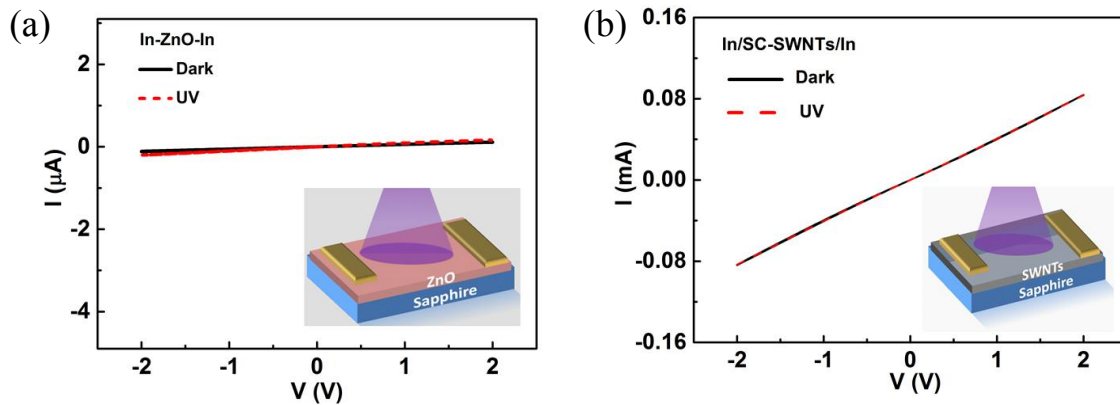 (a)
In-ZnO-In
Dark
UV
2
0
-2
-4
I (μA)
-2
-1
0
1
2
V (V)
ZnO
Sapphire
(b)
In/SC-SWNTs/In
Dark
UV
0.16
0.08
0.00
-0.08
-0.16
I (mA)
-2
-1
0
1
2
V (V)
SWNTs
Sapphire